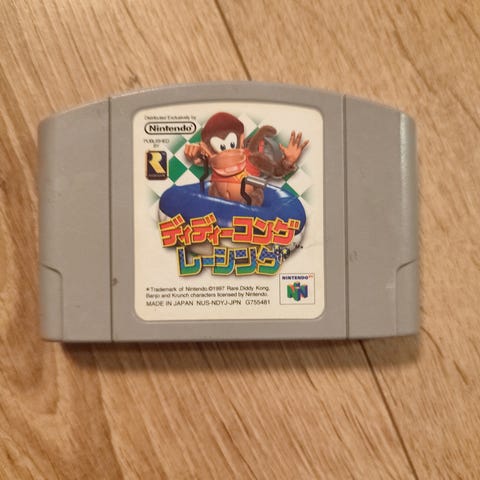 Distributed Exclusively by
Nintendo
PUBLISHED
BY
ディディーコング
レーシング
NINTENDO 64
* Trademark of Nintendo.©1997 Rare.Diddy Kong,
Banjo and Krunch characters licensed by Nintendo.
MADE IN JAPAN NUS-NDYJ-JPN G755481